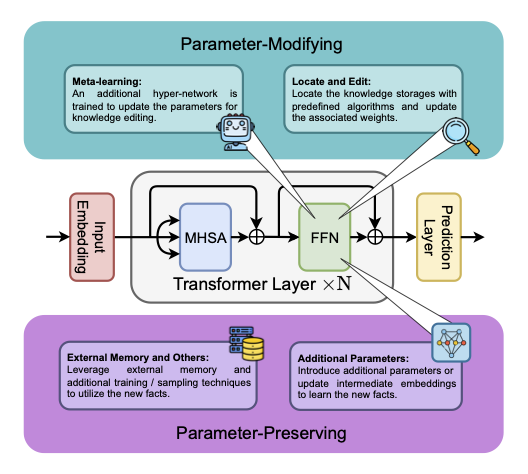 Parameter-Modifying
Meta-learning:
An additional hyper-network is
trained to update the parameters for
knowledge editing.
Locate and Edit:
Locate the knowledge storages with
predefined algorithms and update
the associated weights.
AI
Input
Embedding
MHSA
FFN
Prediction
Layer
Transformer Layer ×N
External Memory and Others:
Leverage external memory and
additional training / sampling techniques
to utilize the new facts.
Additional Parameters:
Introduce additional parameters or
update intermediate embeddings
to learn the new facts.
Parameter-Preserving